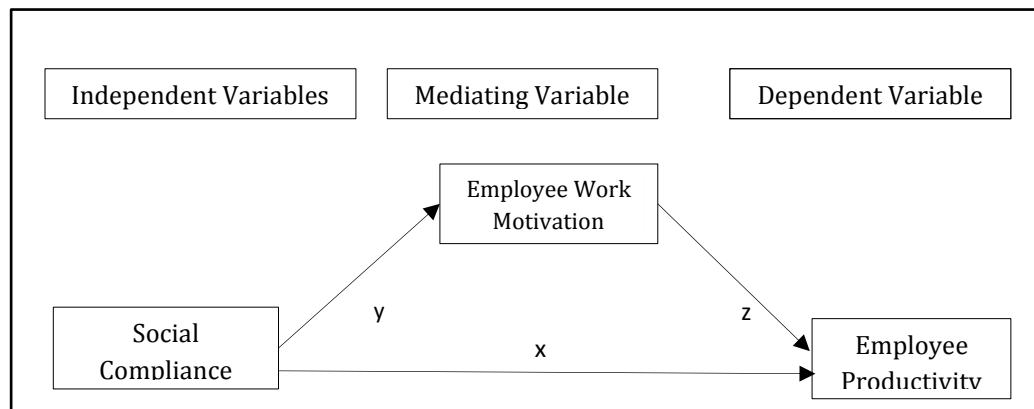 Independent Variables
Mediating Variable
Dependent Variable
Employee Work
Motivation
y
z
x
Social
Compliance
Employee
Productivity